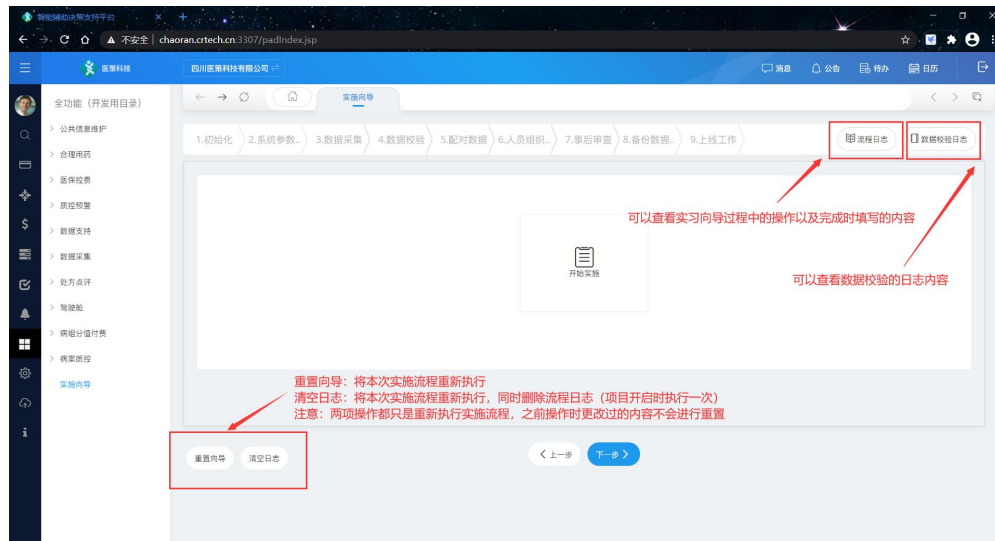 智能辅助决策支持平台
不安全 | chaoran.crtech.cn:3307/padIndex.jsp
医策科技
四川医策科技有限公司
消息
公告
待办
日历
全功能（开发用目录）
实施向导
公共信息维护
合理用药
医保控费
质控预警
数据支持
数据采集
处方点评
驾驶舱
病组分值付费
病案质控
实施向导
1.初始化
2.系统参数..
3.数据采集
4.数据校验
5.配对数据
6.人员组织..
7.事后审查
8.备份数据..
9.上线工作
流程日志
数据校验日志
可以查看实习向导过程中的操作以及完成时填写的内容
开始实施
可以查看数据校验的日志内容
重置向导：将本次实施流程重新执行
清空日志：将本次实施流程重新执行，同时删除流程日志（项目开启时执行一次）
注意：两项操作都只是重新执行实施流程，之前操作时更改过的内容不会进行重置
重置向导
清空日志
上一步
下一步